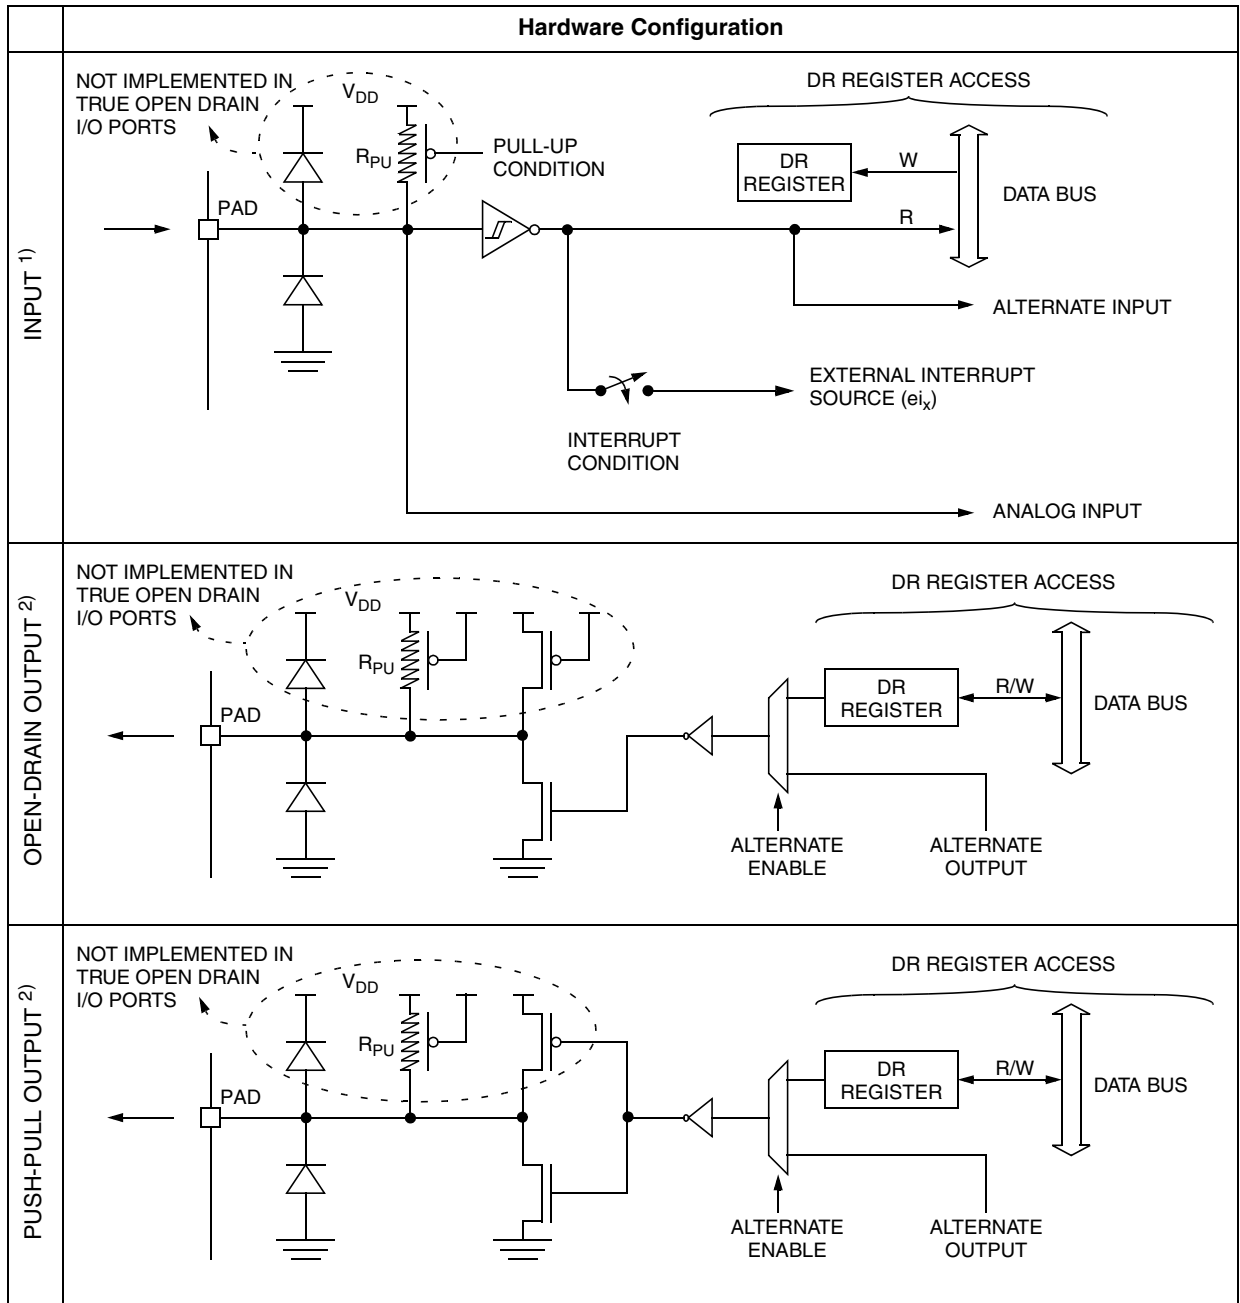 Hardware Configuration
INPUT 1)
NOT IMPLEMENTED IN
TRUE OPEN DRAIN
I/O PORTS
VDD
RPU
PULL-UP
CONDITION
PAD
DR REGISTER ACCESS
DR
REGISTER
W
R
DATA BUS
ALTERNATE INPUT
EXTERNAL INTERRUPT
SOURCE (eix)
INTERRUPT
CONDITION
ANALOG INPUT
OPEN-DRAIN OUTPUT 2)
NOT IMPLEMENTED IN
TRUE OPEN DRAIN
I/O PORTS
VDD
RPU
PAD
DR REGISTER ACCESS
DR
REGISTER
R/W
DATA BUS
ALTERNATE
ENABLE
ALTERNATE
OUTPUT
PUSH-PULL OUTPUT 2)
NOT IMPLEMENTED IN
TRUE OPEN DRAIN
I/O PORTS
VDD
RPU
PAD
DR REGISTER ACCESS
DR
REGISTER
R/W
DATA BUS
ALTERNATE
ENABLE
ALTERNATE
OUTPUT